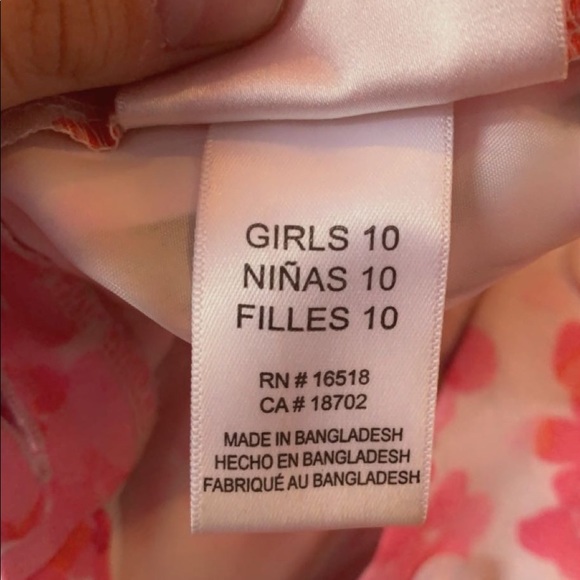 GIRLS 10
NIÑAS 10
FILLES 10
RN # 16518
CA # 18702
MADE IN BANGLADESH
HECHO EN BANGLADESH
FABRIQUÉ AU BANGLADESH